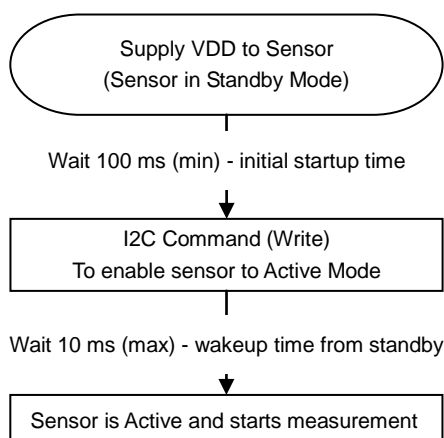 Supply VDD to Sensor
(Sensor in Standby Mode)
Wait 100 ms (min) - initial startup time
I2C Command (Write)
To enable sensor to Active Mode
Wait 10 ms (max) - wakeup time from standby
Sensor is Active and starts measurement